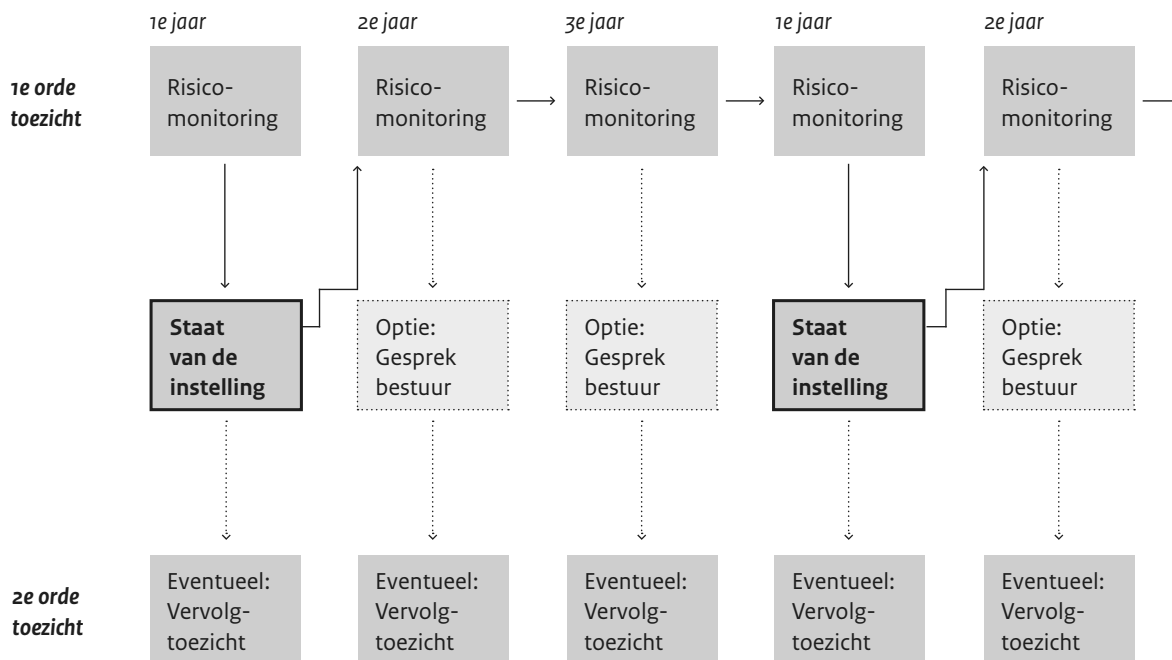 1e jaar
2e jaar
3e jaar
1e jaar
2e jaar
1e orde
toezicht
Risico-
monitoring
Risico-
monitoring
Risico-
monitoring
Risico-
monitoring
Risico-
monitoring
Staat
van de
instelling
Optie:
Gesprek
bestuur
Optie:
Gesprek
bestuur
Staat
van de
instelling
Optie:
Gesprek
bestuur
2e orde
toezicht
Eventueel:
Vervolg-
toezicht
Eventueel:
Vervolg-
toezicht
Eventueel:
Vervolg-
toezicht
Eventueel:
Vervolg-
toezicht
Eventueel:
Vervolg-
toezicht